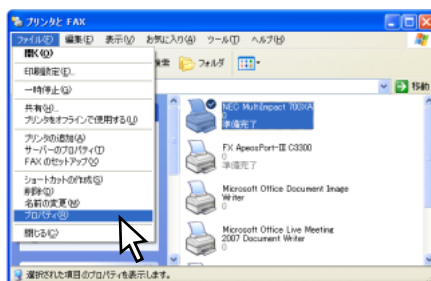 プリンタと FAX
ファイル(F) 編集(E) 表示(V) お気に入り(A) ツール(T) ヘルプ(H)
開く(O)
印刷設定(E)...
検索 フォルダ
一時停止(G)
移動
共有(H)...
プリンタをオフラインで使用する(U)
プリンタの追加(A)
サーバーのプロパティ(T)
FAX のセットアップ(X)
ショートカットの作成(S)
削除(D)
名前の変更(M)
プロパティ(R)
閉じる(C)
NEC MultiImpact 700XA
0
準備完了
FX ApeosPort-III C3300
0
準備完了
Microsoft Office Document Image
Writer
0
Microsoft Office Live Meeting
2007 Document Writer
0
選択された項目のプロパティを表示します。